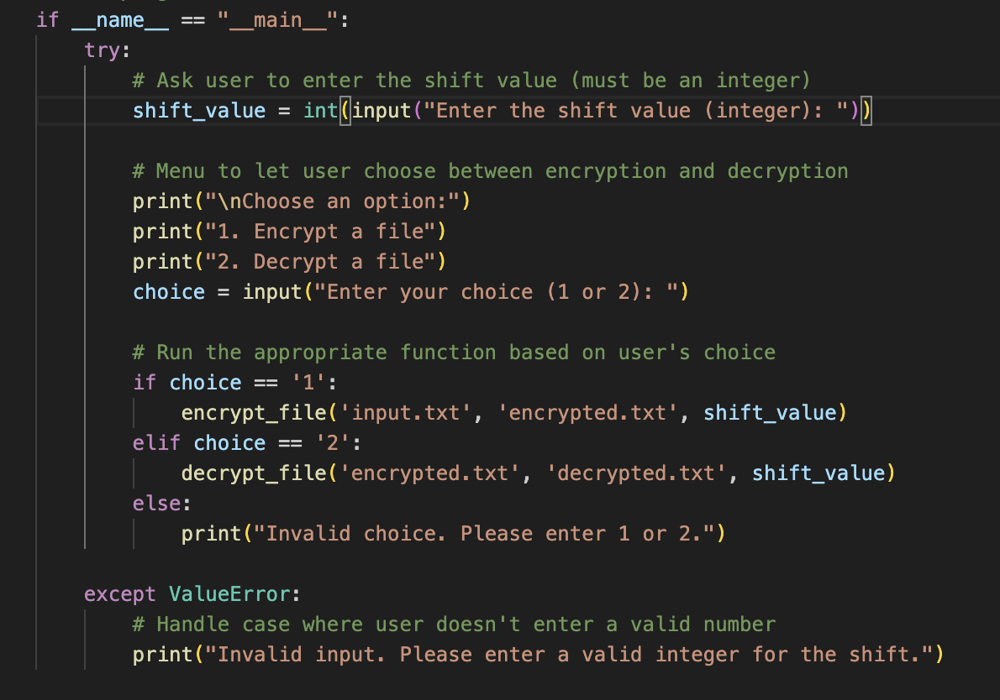 if __name__ == "__main__":
try:
# Ask user to enter the shift value (must be an integer)
shift_value = int(input("Enter the shift value (integer): "))
# Menu to let user choose between encryption and decryption
print("\nChoose an option:")
print("1. Encrypt a file")
print("2. Decrypt a file")
choice = input("Enter your choice (1 or 2): ")
# Run the appropriate function based on user's choice
if choice == '1':
encrypt_file('input.txt', 'encrypted.txt', shift_value)
elif choice == '2':
decrypt_file('encrypted.txt', 'decrypted.txt', shift_value)
else:
print("Invalid choice. Please enter 1 or 2.")
except ValueError:
# Handle case where user doesn't enter a valid number
print("Invalid input. Please enter a valid integer for the shift.")